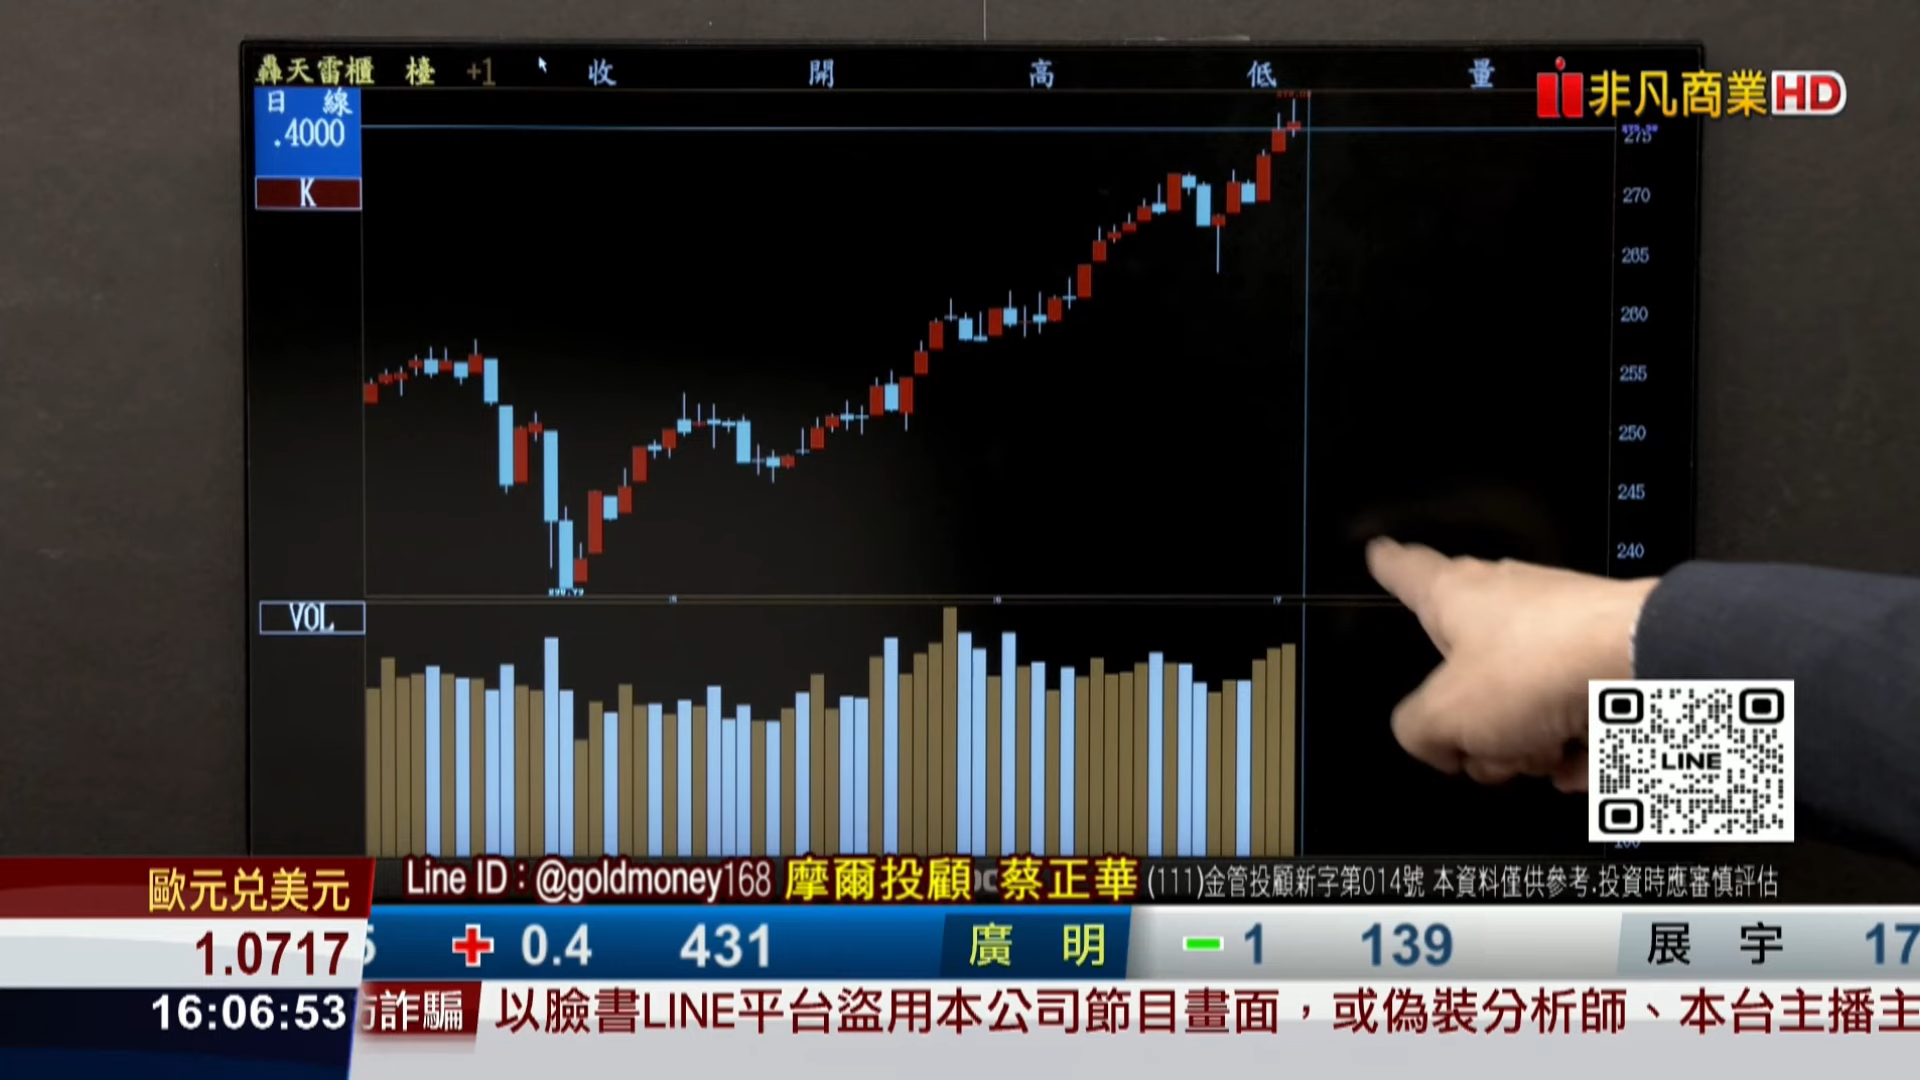 轟天雷櫃 檯 +1 收 開 高 低 量
非凡商業HD
日 線
.4000
K
275
270
265
260
255
250
245
240
VOL
LINE
Line ID：@goldmoney168 摩爾投顧 蔡正華 (111)金管投顧新字第014號 本資料僅供參考.投資時應審慎評估
歐元兌美元
1.0717
0.4 431 廣 明 1 139 展 宇 17
16:06:53
詐騙 以臉書LINE平台盜用本公司節目畫面，或偽裝分析師、本台主播主